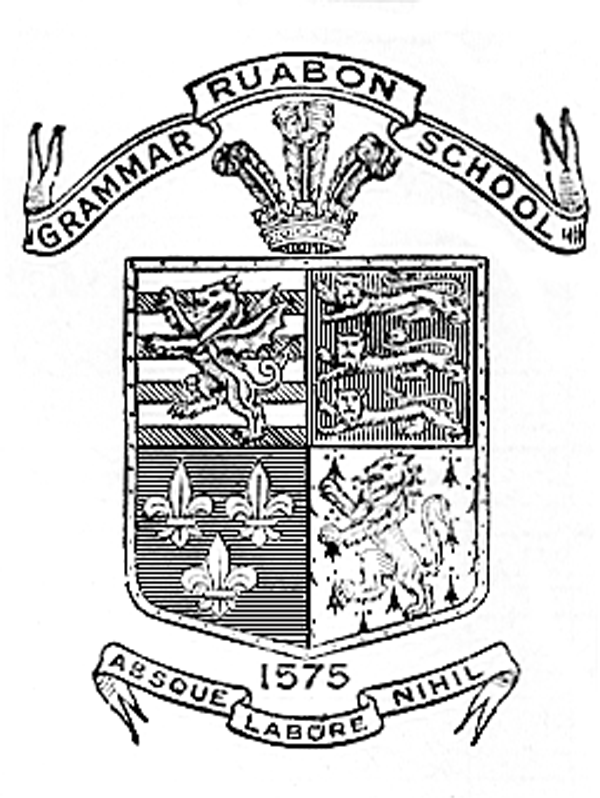 GRAMMAR RUABON SCHOOL
1575
ABSQUE LABORE NIHIL